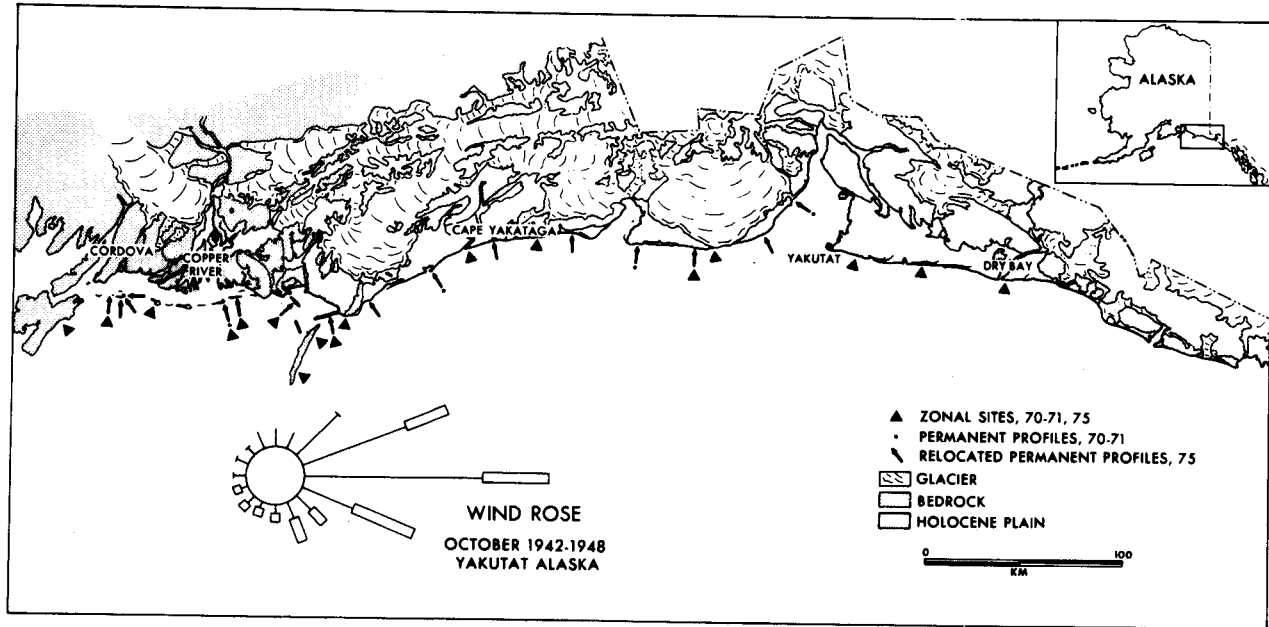 ALASKA
CORDOVA
COPPER
RIVER
CAPE YAKATAGA
YAKUTAT
DRY BAY
WIND ROSE
OCTOBER 1942-1948
YAKUTAT ALASKA
ZONAL SITES, 70-71, 75
PERMANENT PROFILES, 70-71
RELOCATED PERMANENT PROFILES, 75
GLACIER
BEDROCK
HOLOCENE PLAIN
0 100
KM